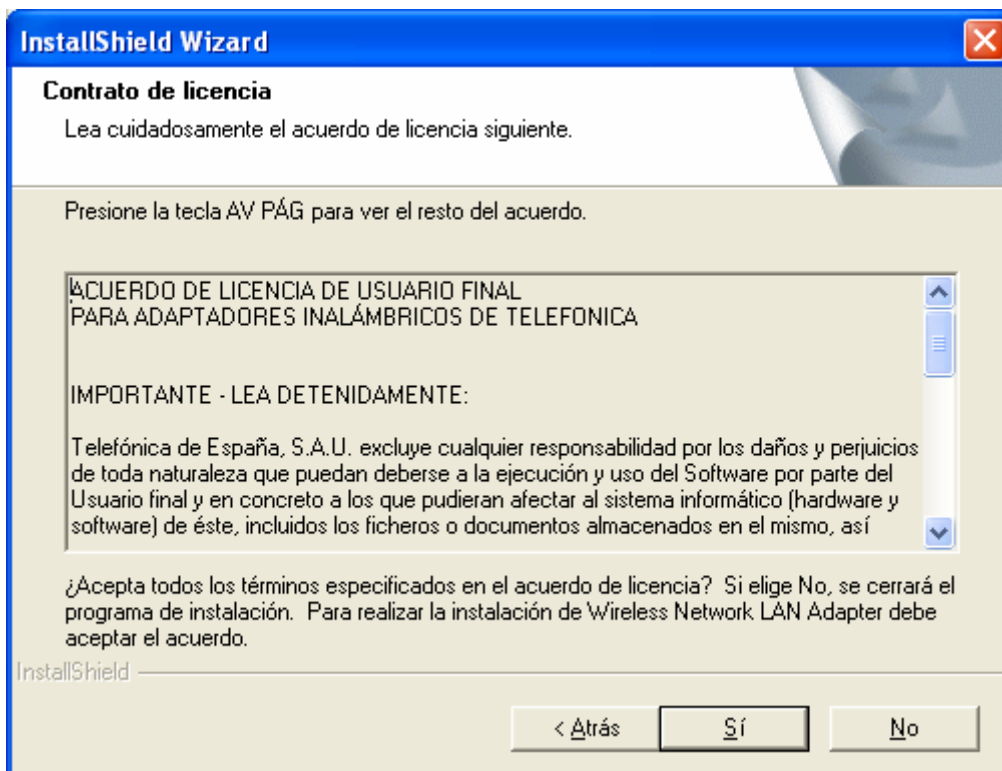 InstallShield Wizard
Contrato de licencia
Lea cuidadosamente el acuerdo de licencia siguiente.
Presione la tecla AV PÁG para ver el resto del acuerdo.
ACUERDO DE LICENCIA DE USUARIO FINAL
PARA ADAPTADORES INALÁMBRICOS DE TELEFONICA
IMPORTANTE - LEA DETENIDAMENTE:
Telefónica de España, S.A.U. excluye cualquier responsabilidad por los daños y perjuicios
de toda naturaleza que puedan deberse a la ejecución y uso del Software por parte del
Usuario final y en concreto a los que pudieran afectar al sistema informático (hardware y
software) de éste, incluidos los ficheros o documentos almacenados en el mismo, así
¿Acepta todos los términos especificados en el acuerdo de licencia?  Si elige No, se cerrará el
programa de instalación.  Para realizar la instalación de Wireless Network LAN Adapter debe
aceptar el acuerdo.
InstallShield
< Atrás
Sí
No